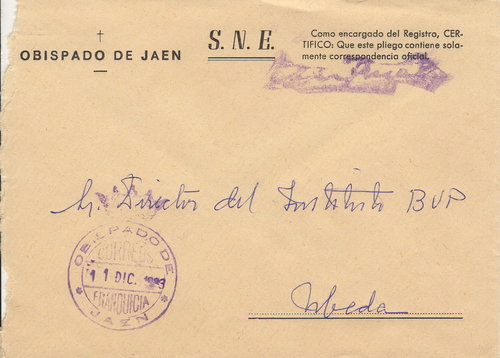 †
OBISPADO DE JAEN
S. N. E.
Como encargado del Registro, CER-
TIFICO: Que este pliego contiene sola-
mente correspondencia oficial.
Sr. Director del Instituto BUP
OBISPADO DE
CORREOS
11 DIC. 1983
FRANQUICIA
* JAEN *
Ubeda